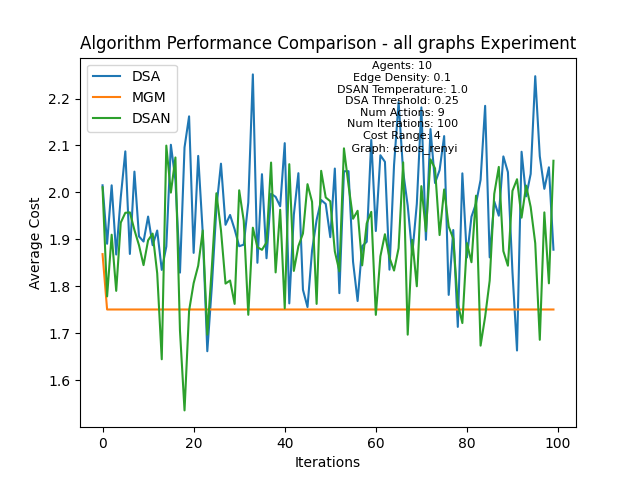 Algorithm Performance Comparison - all graphs Experiment
DSA
MGM
DSAN
Agents: 10
Edge Density: 0.1
DSAN Temperature: 1.0
DSA Threshold: 0.25
Num Actions: 9
Num Iterations: 100
Cost Range: 4
Graph: erdos_renyi
Average Cost
2.2
2.1
2.0
1.9
1.8
1.7
1.6
0 20 40 60 80 100
Iterations